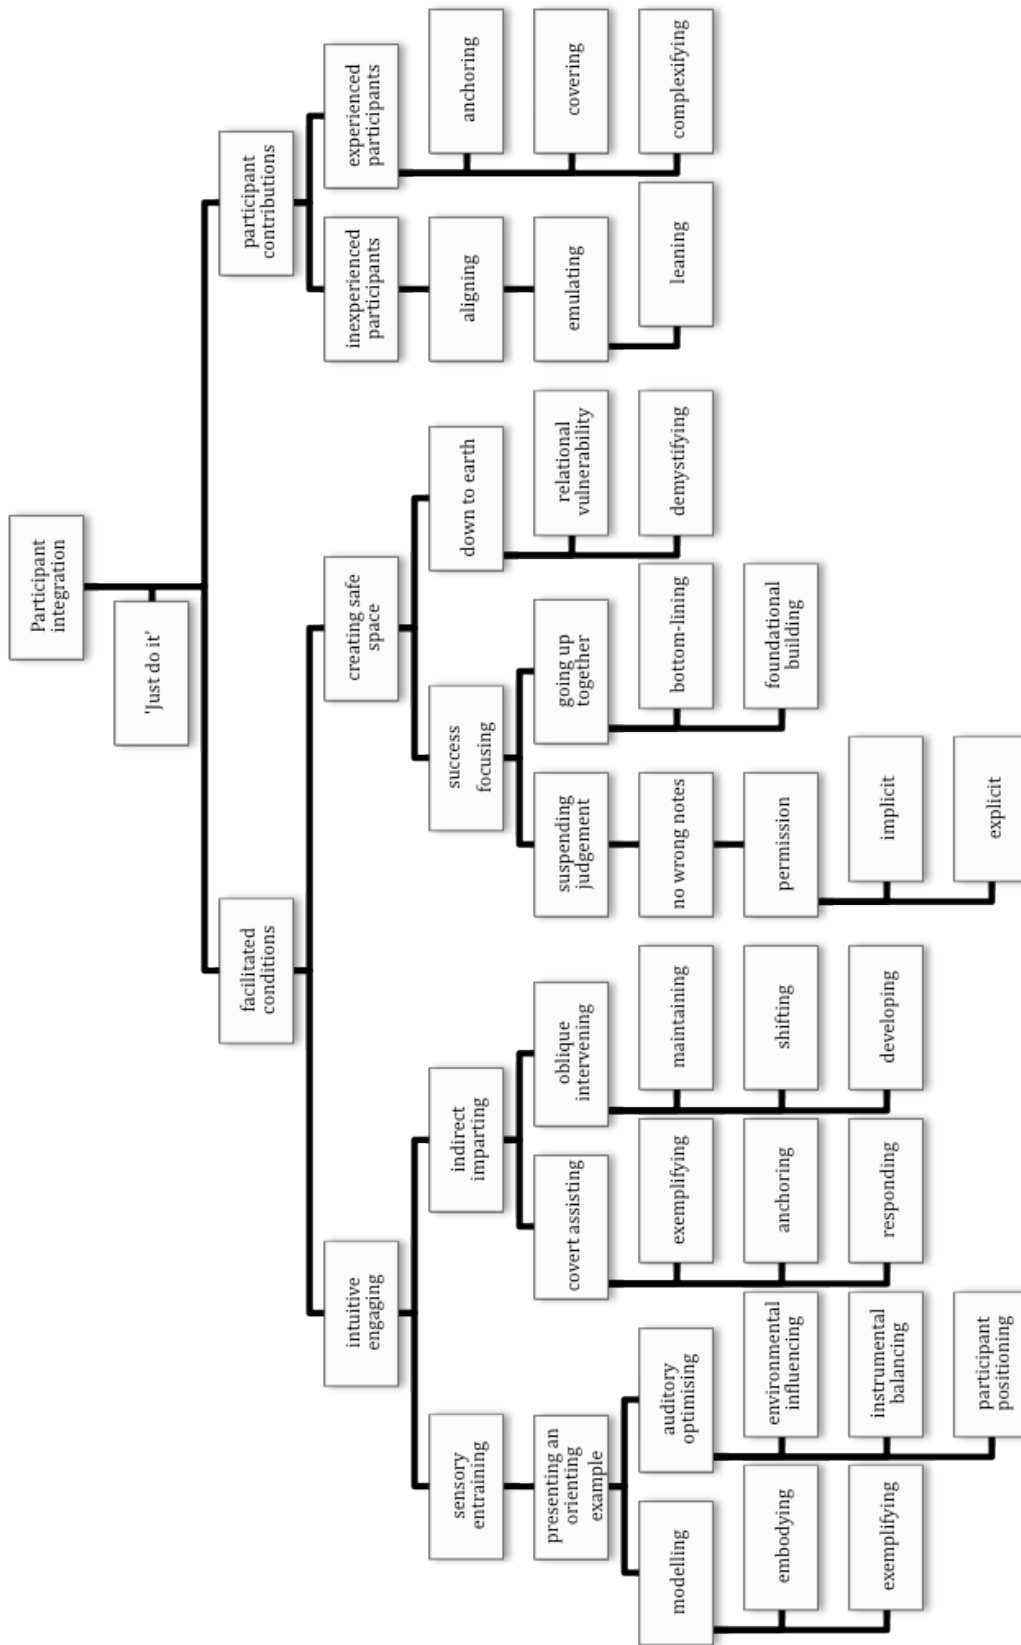 Participant
integration
'Just do it'
facilitated
conditions
participant
contributions
intuitive
engaging
creating safe
space
inexperienced
participants
experienced
participants
sensory
entraining
indirect
imparting
success
focusing
down to earth
aligning
anchoring
presenting an
orienting
example
covert assisting
oblique
intervening
suspending
judgement
going up
together
relational
vulnerability
emulating
covering
modelling
auditory
optimising
exemplifying
maintaining
no wrong notes
bottom-lining
demystifying
leaning
complexifying
embodying
environmental
influencing
anchoring
shifting
permission
foundational
building
exemplifying
instrumental
balancing
responding
developing
implicit
participant
positioning
explicit